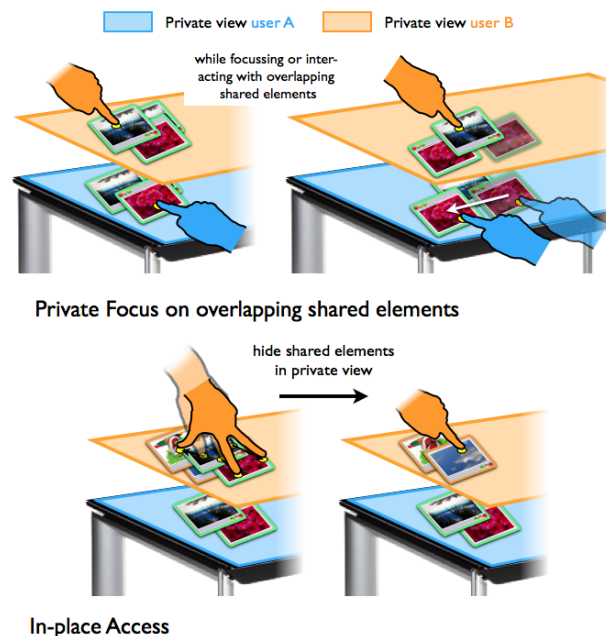 Private view user A
Private view user B
while focussing or inter-
acting with overlapping
shared elements
Private Focus on overlapping shared elements
hide shared elements
in private view
In-place Access